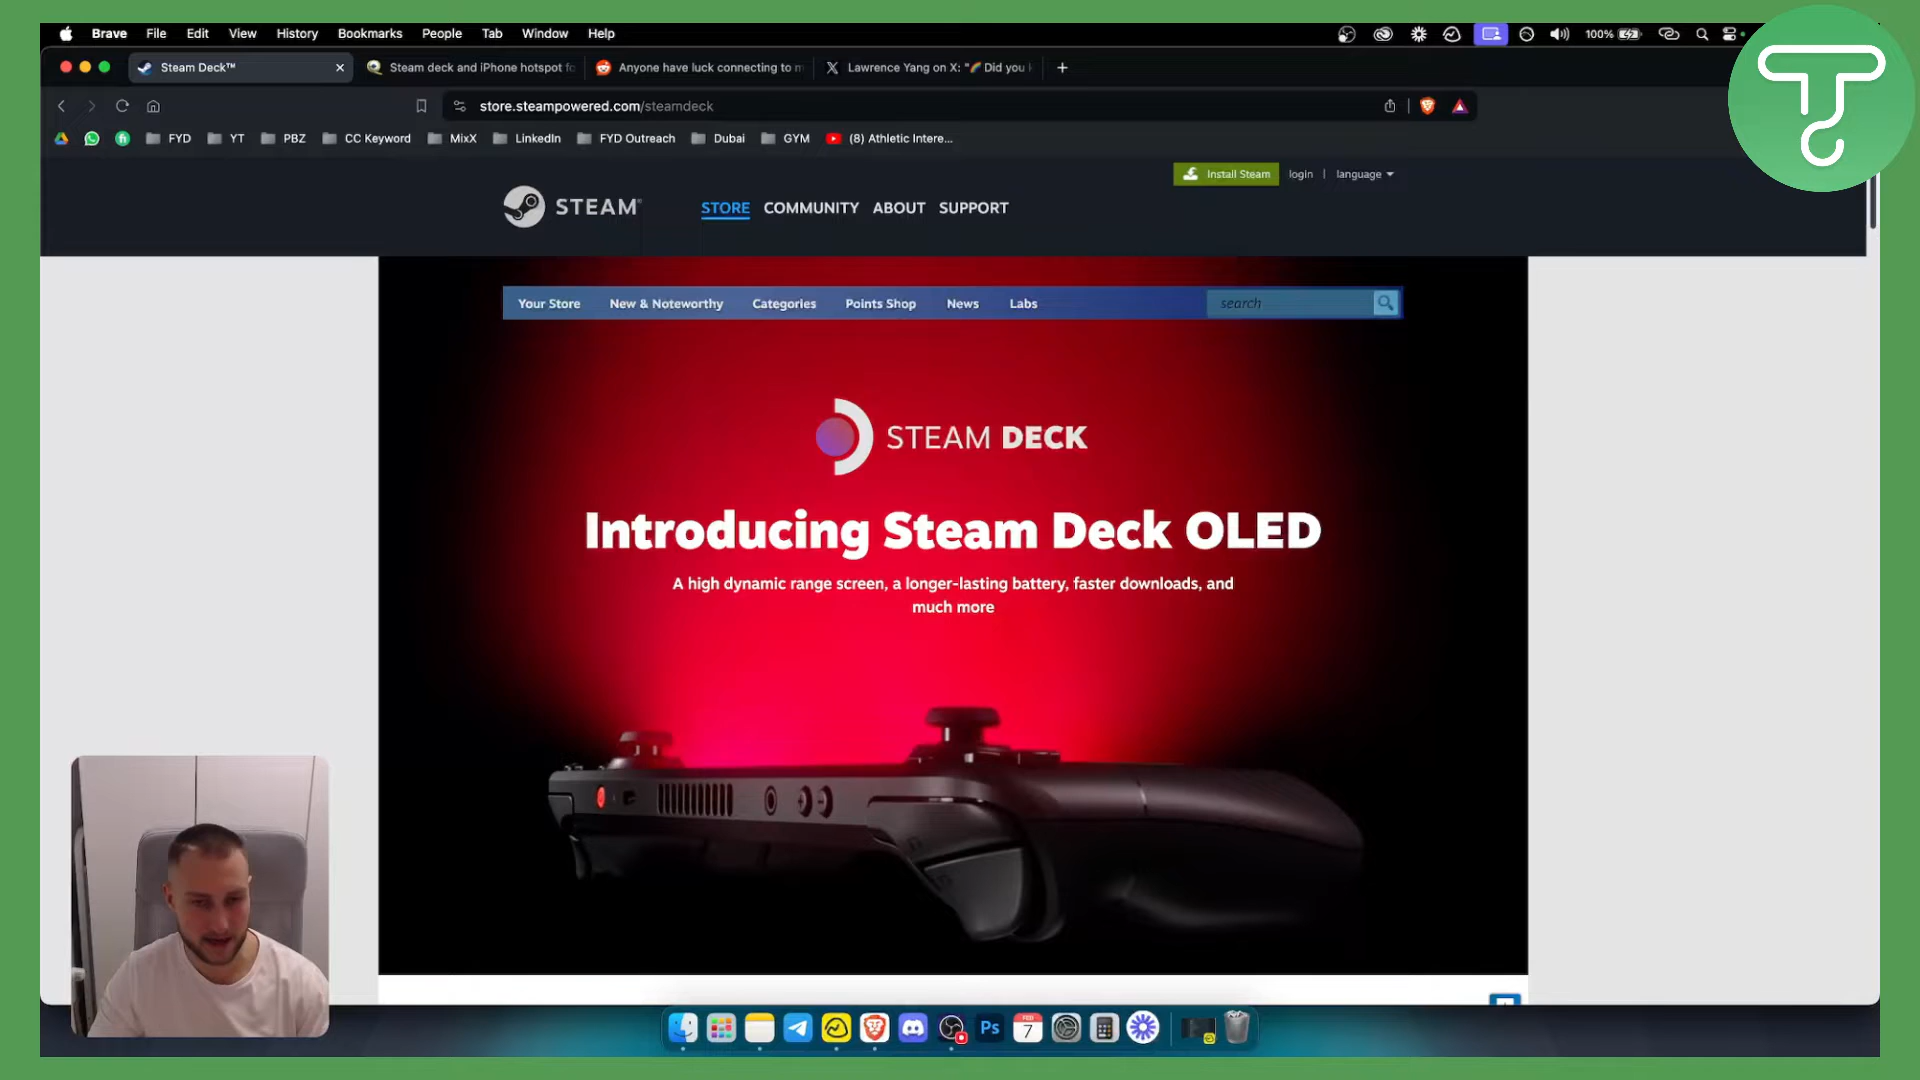 Brave File Edit View History Bookmarks People Tab Window Help 100%
Steam Deck™ Steam deck and iPhone hotspot fo Anyone have luck connecting to m Lawrence Yang on X: "🌈 Did you k
store.steampowered.com/steamdeck
FYD YT PBZ CC Keyword MixX LinkedIn FYD Outreach Dubai GYM (8) Athletic Intere...
Install Steam login | language
STEAM® STORE COMMUNITY ABOUT SUPPORT
Your Store New & Noteworthy Categories Points Shop News Labs search
STEAM DECK
Introducing Steam Deck OLED
A high dynamic range screen, a longer-lasting battery, faster downloads, and
much more
Ps FEB 7